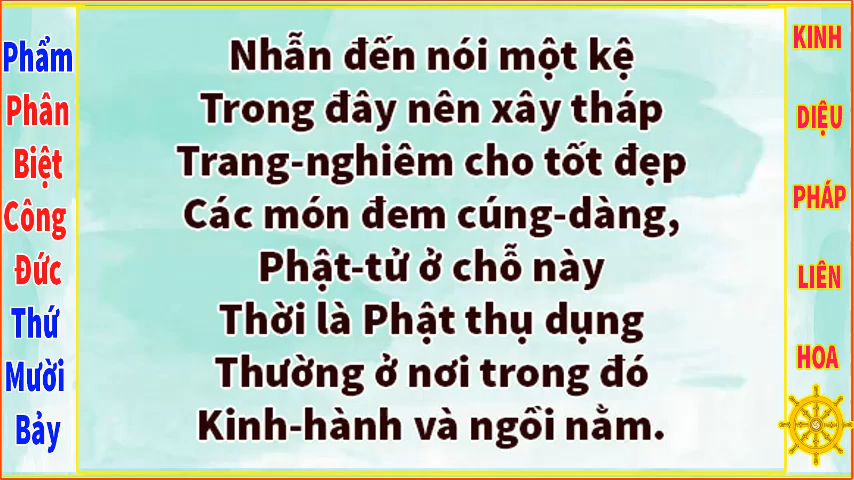 Phẩm
Phân
Biệt
Công
Đức
Thứ
Mười
Bảy
Nhẫn đến nói một kệ
Trong đây nên xây tháp
Trang-nghiêm cho tốt đẹp
Các món đem cúng-dàng,
Phật-tử ở chỗ này
Thời là Phật thụ dụng
Thường ở nơi trong đó
Kinh-hành và ngồi nằm.
KINH
DIỆU
PHÁP
LIÊN
HOA